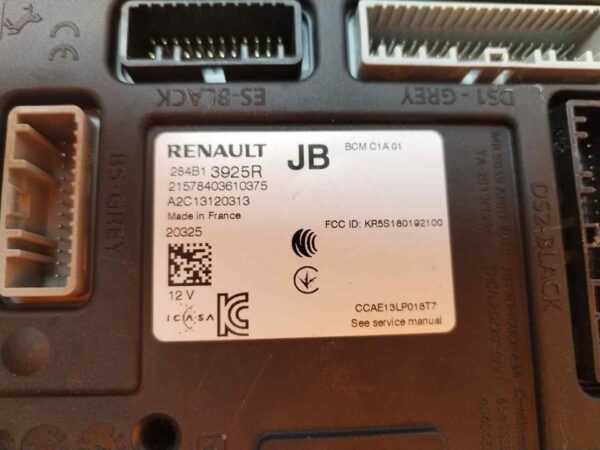 CE
ES-BLACK
DS1-GREY
BS-GREY
RENAULT JB BCM C1A 01
284B1 3925R
21578403610375
A2C13120313
Made in France
20325
FCC ID: KR5S180192100
12 V
ICASA
CCAE13LP018T7
See service manual
DS2-BLACK